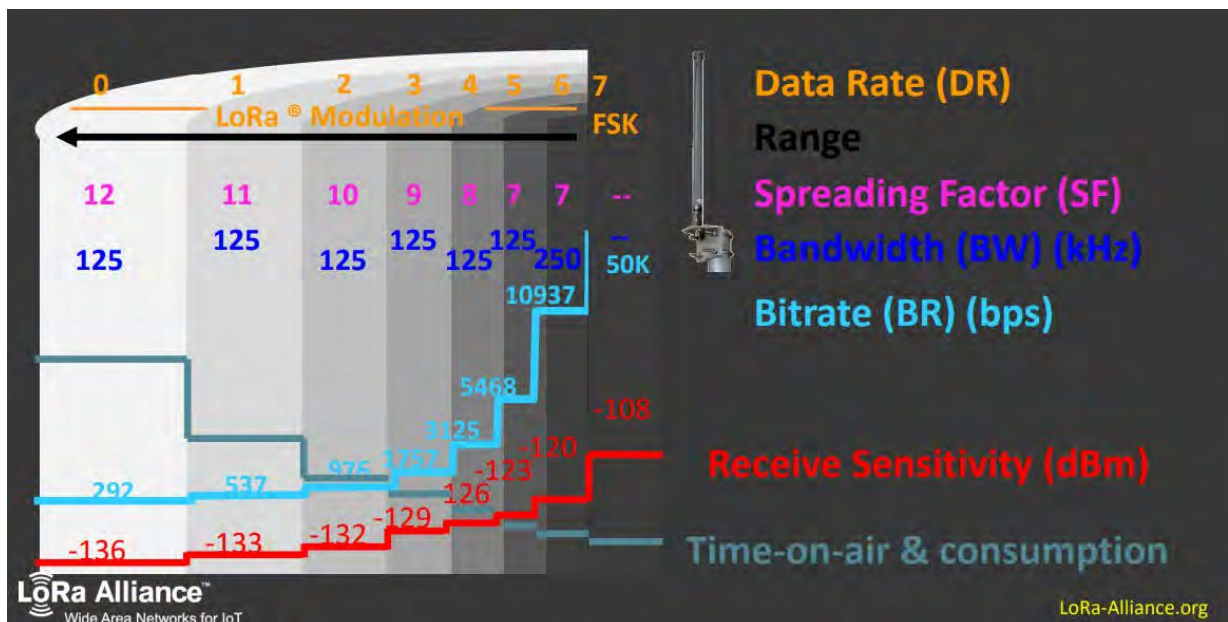 0 1 2 3 4 5 6 7
Data Rate (DR)
LoRa ® Modulation
FSK
Range
12 11 10 9 8 7 7 --
Spreading Factor (SF)
125 125 125 125 125 125 250 –
Bandwidth (BW) (kHz)
50K
10937
Bitrate (BR) (bps)
5468
-108
3125
-120
292 537 976 1757
-123
Receive Sensitivity (dBm)
126
-136 -133 -132 -129
Time-on-air & consumption
LoRa Alliance™
Wide Area Networks for IoT
LoRa-Alliance.org